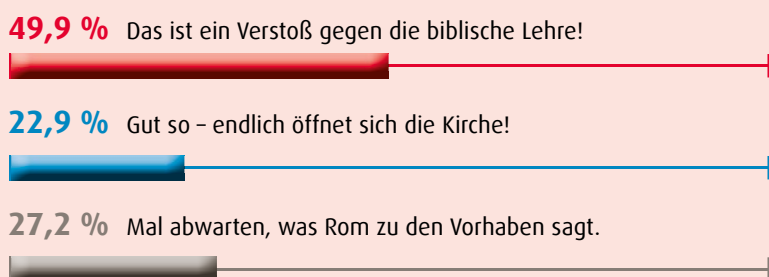 49,9 % Das ist ein Verstoß gegen die biblische Lehre!
22,9 % Gut so – endlich öffnet sich die Kirche!
27,2 % Mal abwarten, was Rom zu den Vorhaben sagt.